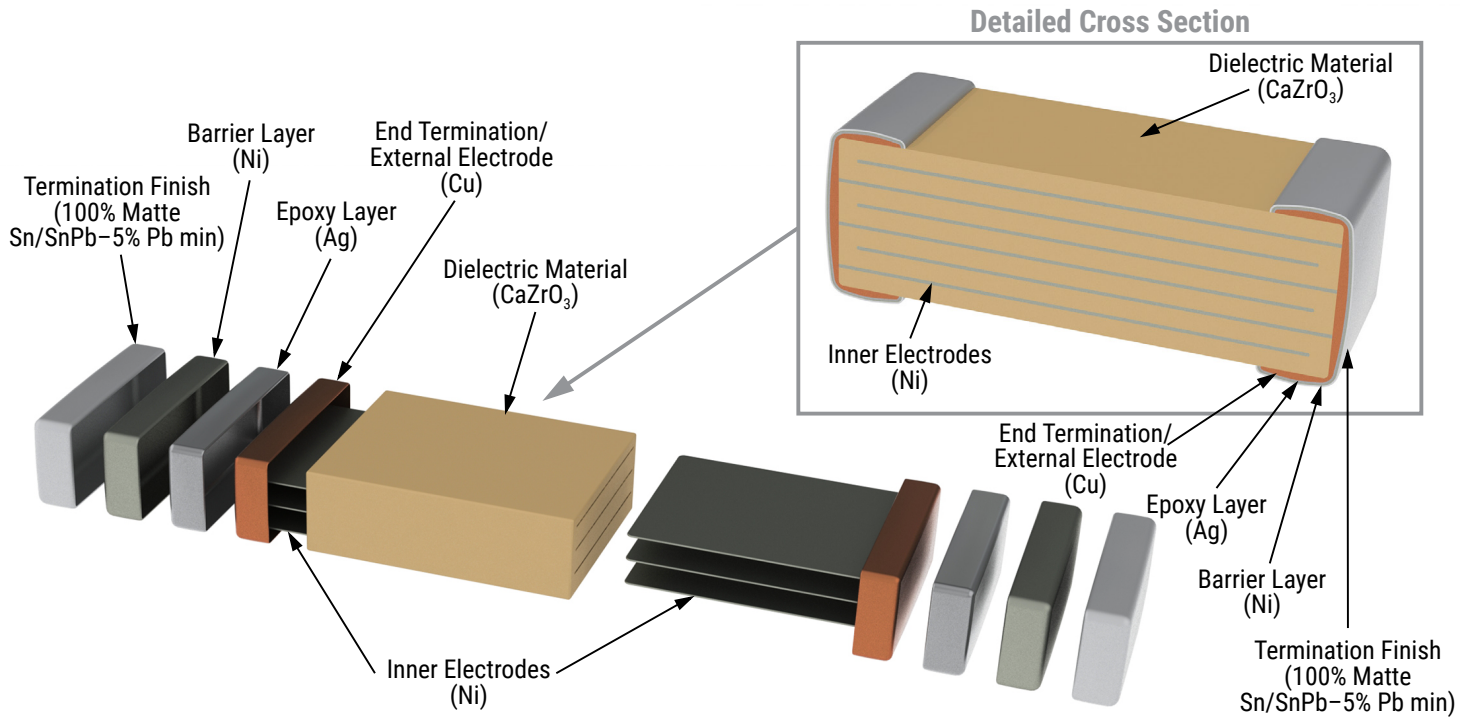 Detailed Cross Section
Dielectric Material
(CaZrO₃)
Inner Electrodes
(Ni)
End Termination/
External Electrode
(Cu)
Epoxy Layer
(Ag)
Barrier Layer
(Ni)
Termination Finish
(100% Matte
Sn/SnPb–5% Pb min)
Termination Finish
(100% Matte
Sn/SnPb–5% Pb min)
Barrier Layer
(Ni)
Epoxy Layer
(Ag)
End Termination/
External Electrode
(Cu)
Dielectric Material
(CaZrO₃)
Inner Electrodes
(Ni)